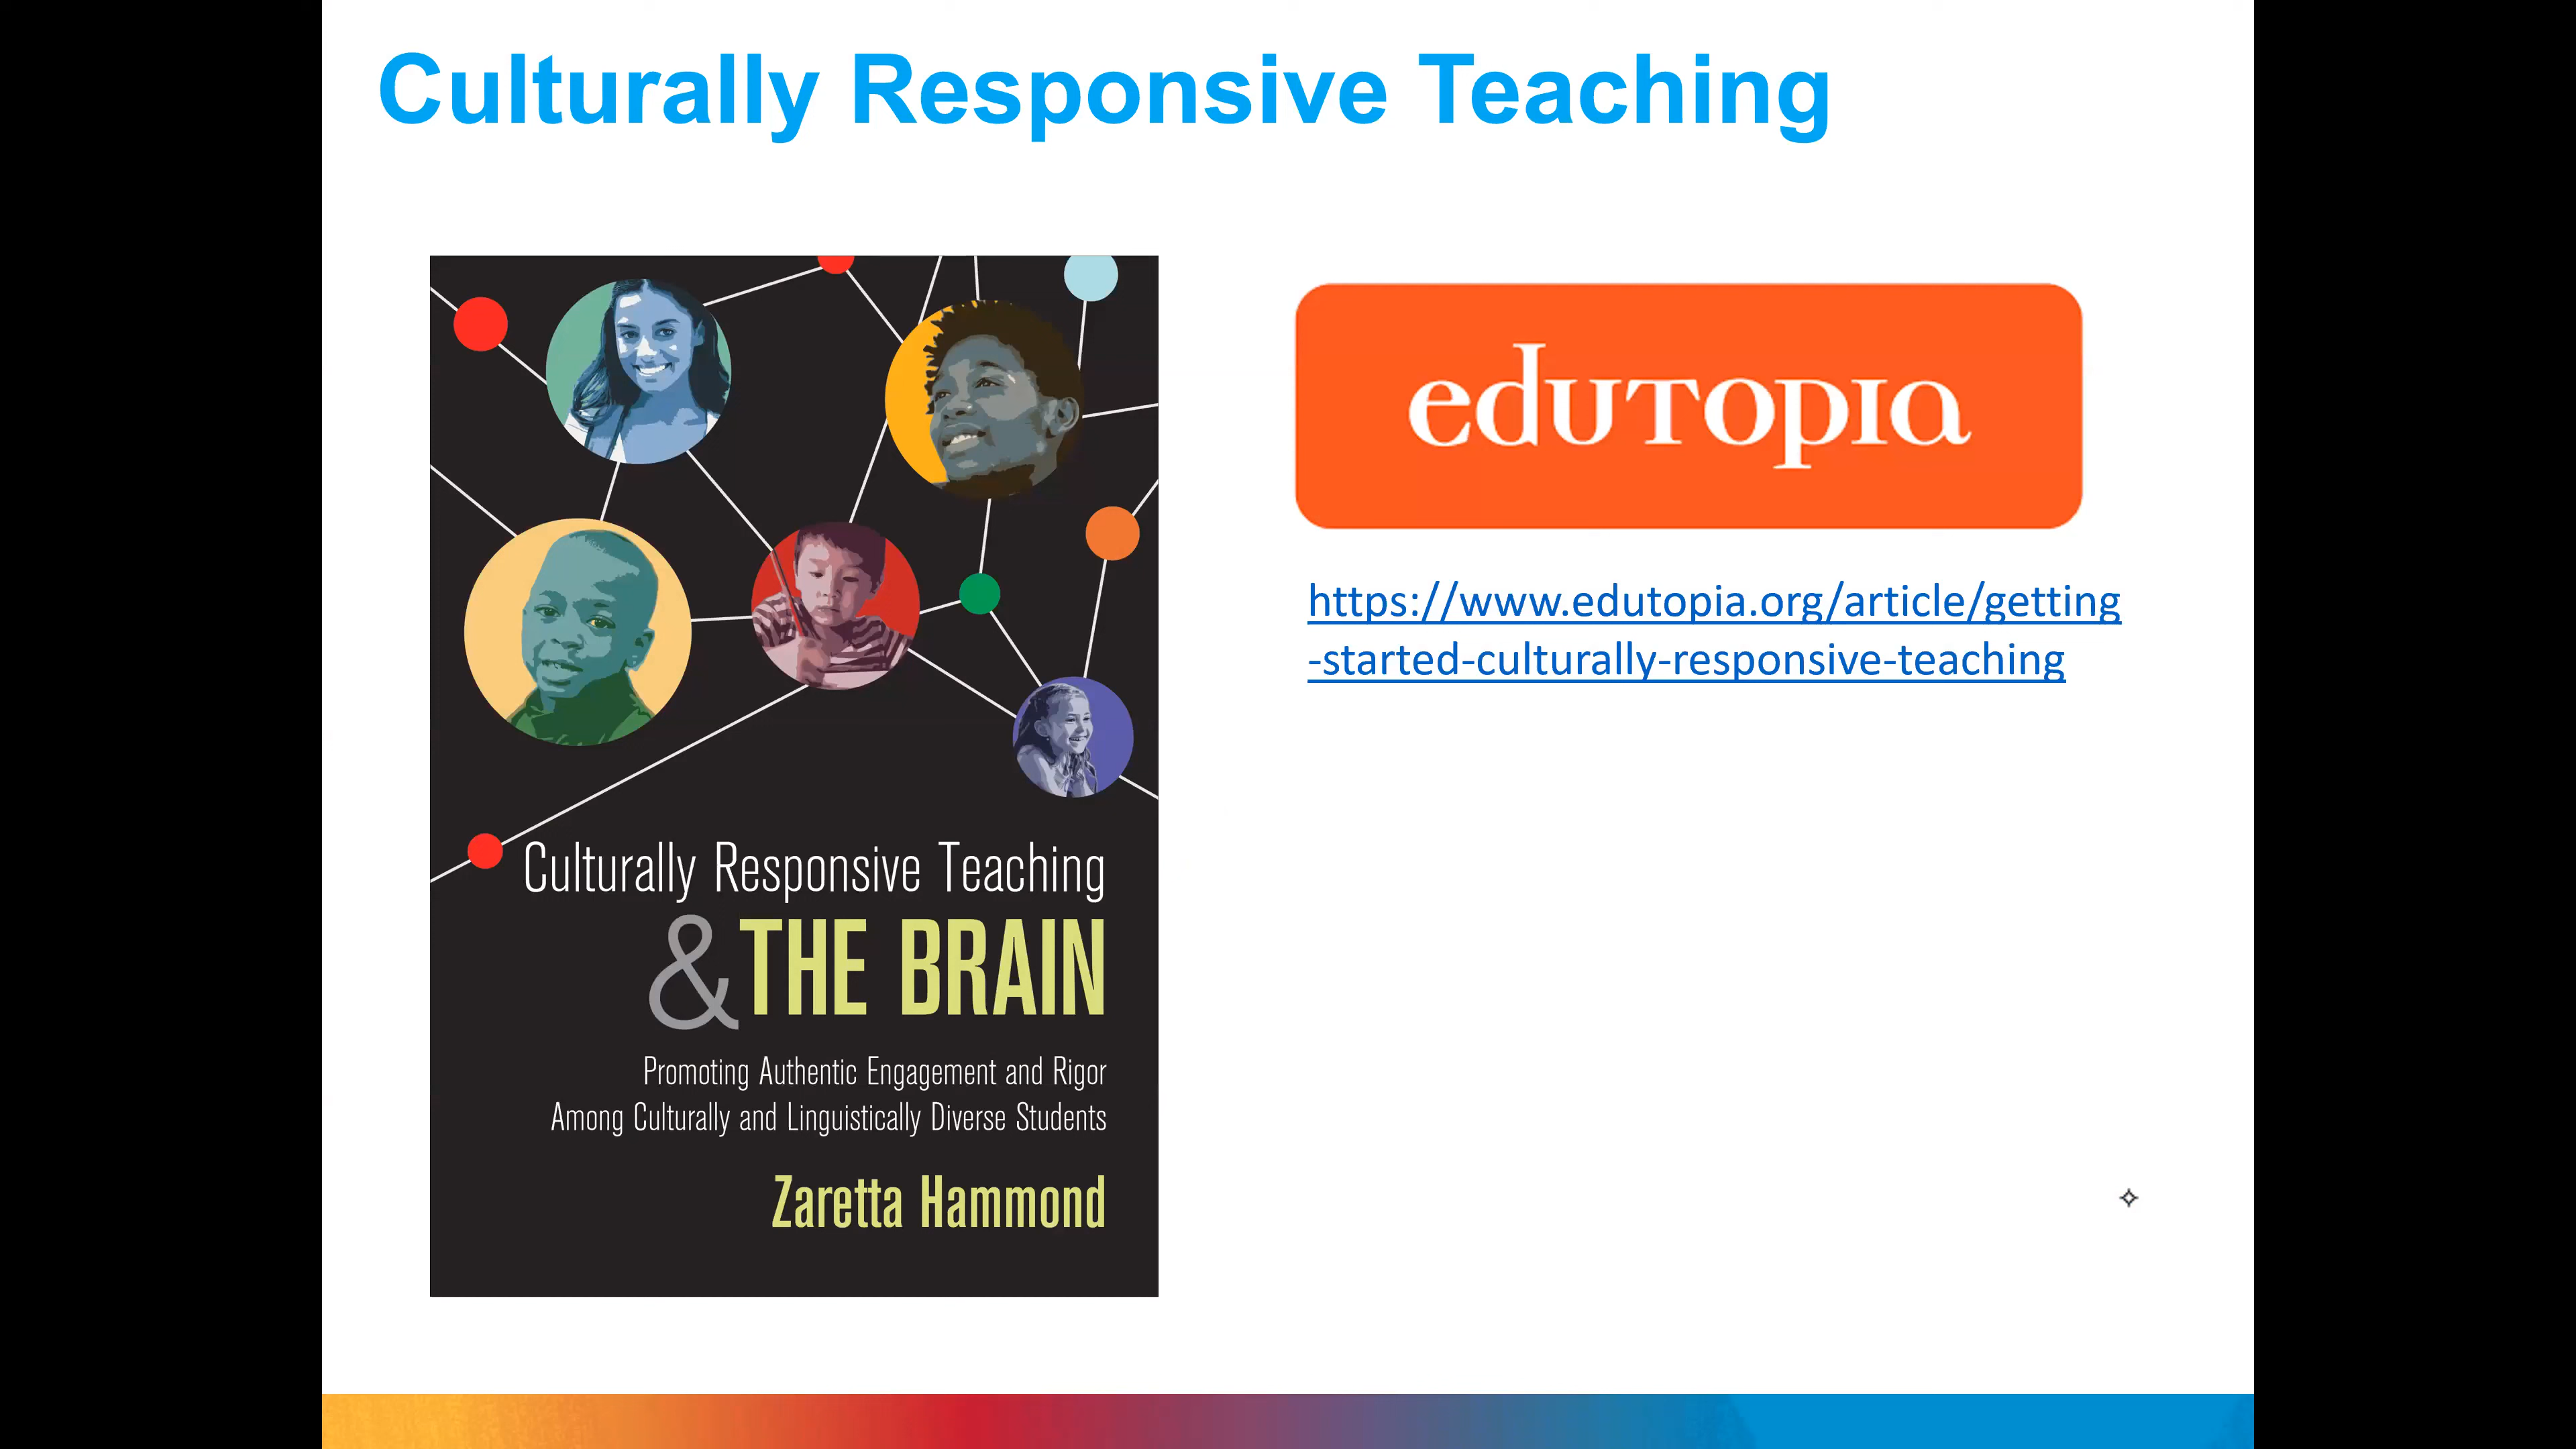 Culturally Responsive Teaching
Culturally Responsive Teaching
& THE BRAIN
Promoting Authentic Engagement and Rigor
Among Culturally and Linguistically Diverse Students
Zaretta Hammond
edutopia
https://www.edutopia.org/article/getting
-started-culturally-responsive-teaching